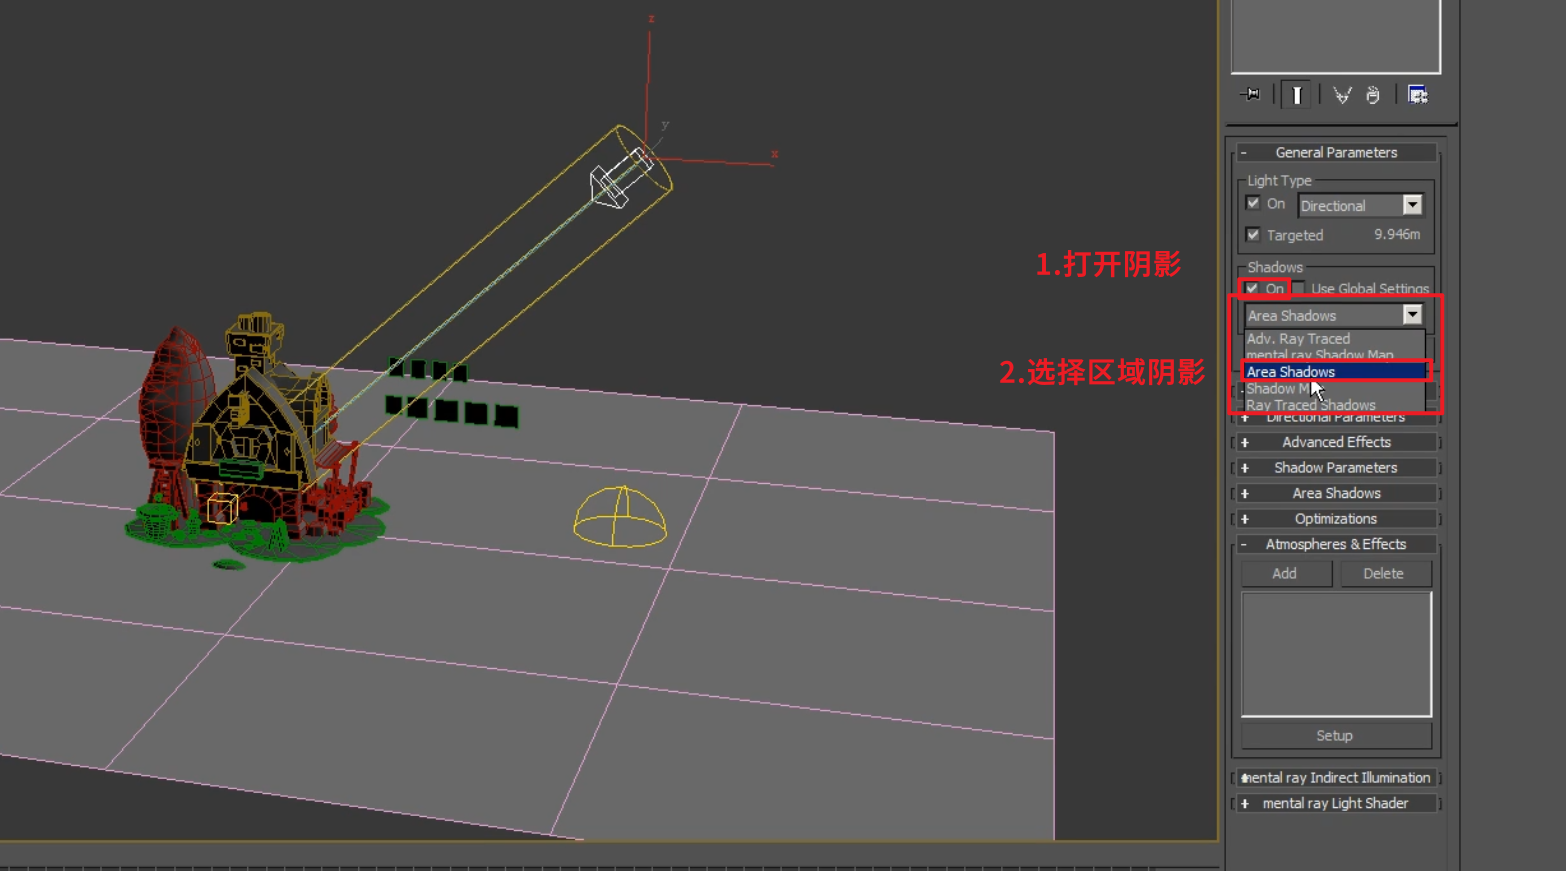 z
y
x
General Parameters
Light Type
On
Directional
Targeted
9.946m
1.打开阴影
Shadows
On
Use Global Settings
Area Shadows
Adv. Ray Traced
mental ray Shadow Map
2.选择区域阴影
Area Shadows
Shadow M
Ray Traced Shadows
Directional Parameters
Advanced Effects
Shadow Parameters
Area Shadows
Optimizations
Atmospheres & Effects
Add
Delete
Setup
mental ray Indirect Illumination
mental ray Light Shader